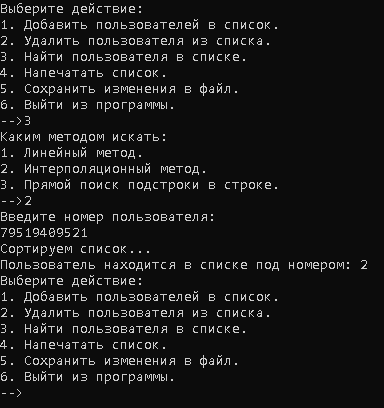 Выберите действие:
1. Добавить пользователей в список.
2. Удалить пользователя из списка.
3. Найти пользователя в списке.
4. Напечатать список.
5. Сохранить изменения в файл.
6. Выйти из программы.
-->3
Каким методом искать:
1. Линейный метод.
2. Интерполяционный метод.
3. Прямой поиск подстроки в строке.
-->2
Введите номер пользователя:
79519409521
Сортируем список...
Пользователь находится в списке под номером: 2
Выберите действие:
1. Добавить пользователей в список.
2. Удалить пользователя из списка.
3. Найти пользователя в списке.
4. Напечатать список.
5. Сохранить изменения в файл.
6. Выйти из программы.
-->